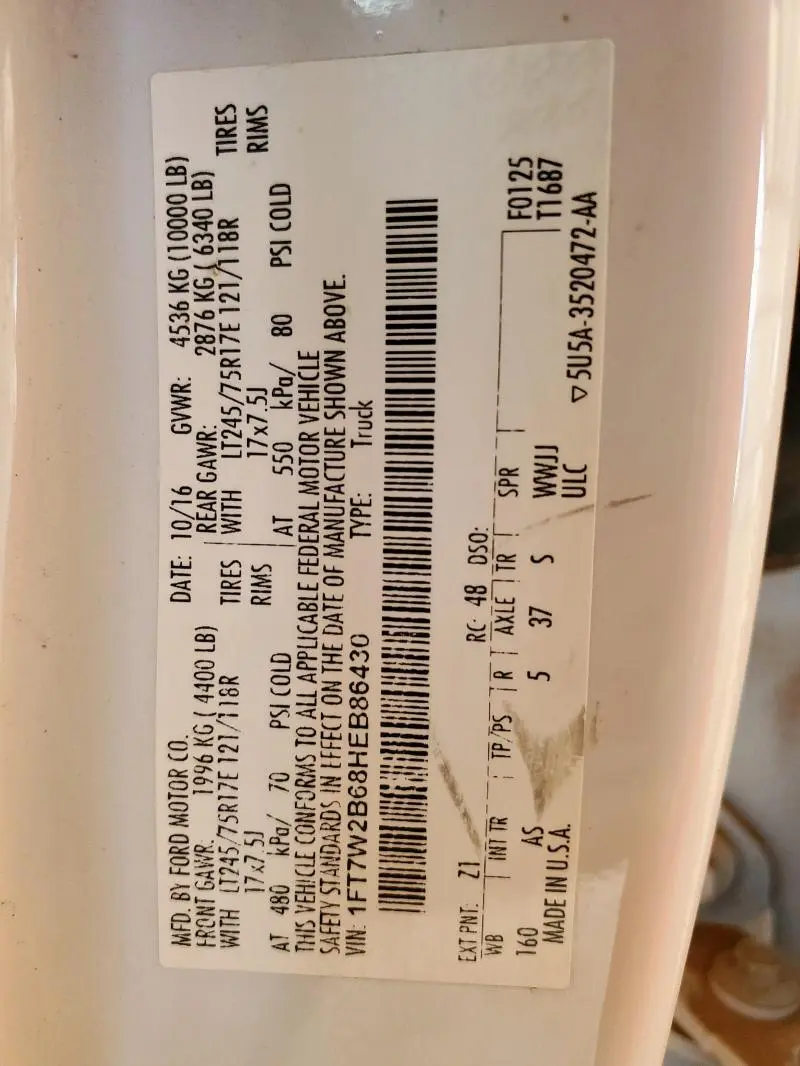 MFD. BY FORD MOTOR CO.
DATE: 10/16 GVWR: 4536 KG (10000 LB)
FRONT GAWR: 1996 KG ( 4400 LB) REAR GAWR: 2876 KG ( 6340 LB)
WITH LT245/75R17E 121/118R TIRES WITH LT245/75R17E 121/118R TIRES
17x7.5J RIMS 17x7.5J RIMS
AT 480 kPa/ 70 PSI COLD AT 550 kPa/ 80 PSI COLD
THIS VEHICLE CONFORMS TO ALL APPLICABLE FEDERAL MOTOR VEHICLE
SAFETY STANDARDS IN EFFECT ON THE DATE OF MANUFACTURE SHOWN ABOVE.
VIN: 1FT7W2B68HEB86430 TYPE: Truck
EXT PNT: Z1 RC: 48 DSO:
WB INT TR TP/PS R AXLE TR SPR F0125
160 AS 5 37 S WWJJ T1687
ULC
MADE IN U.S.A. ▽5U5A-3520472-AA